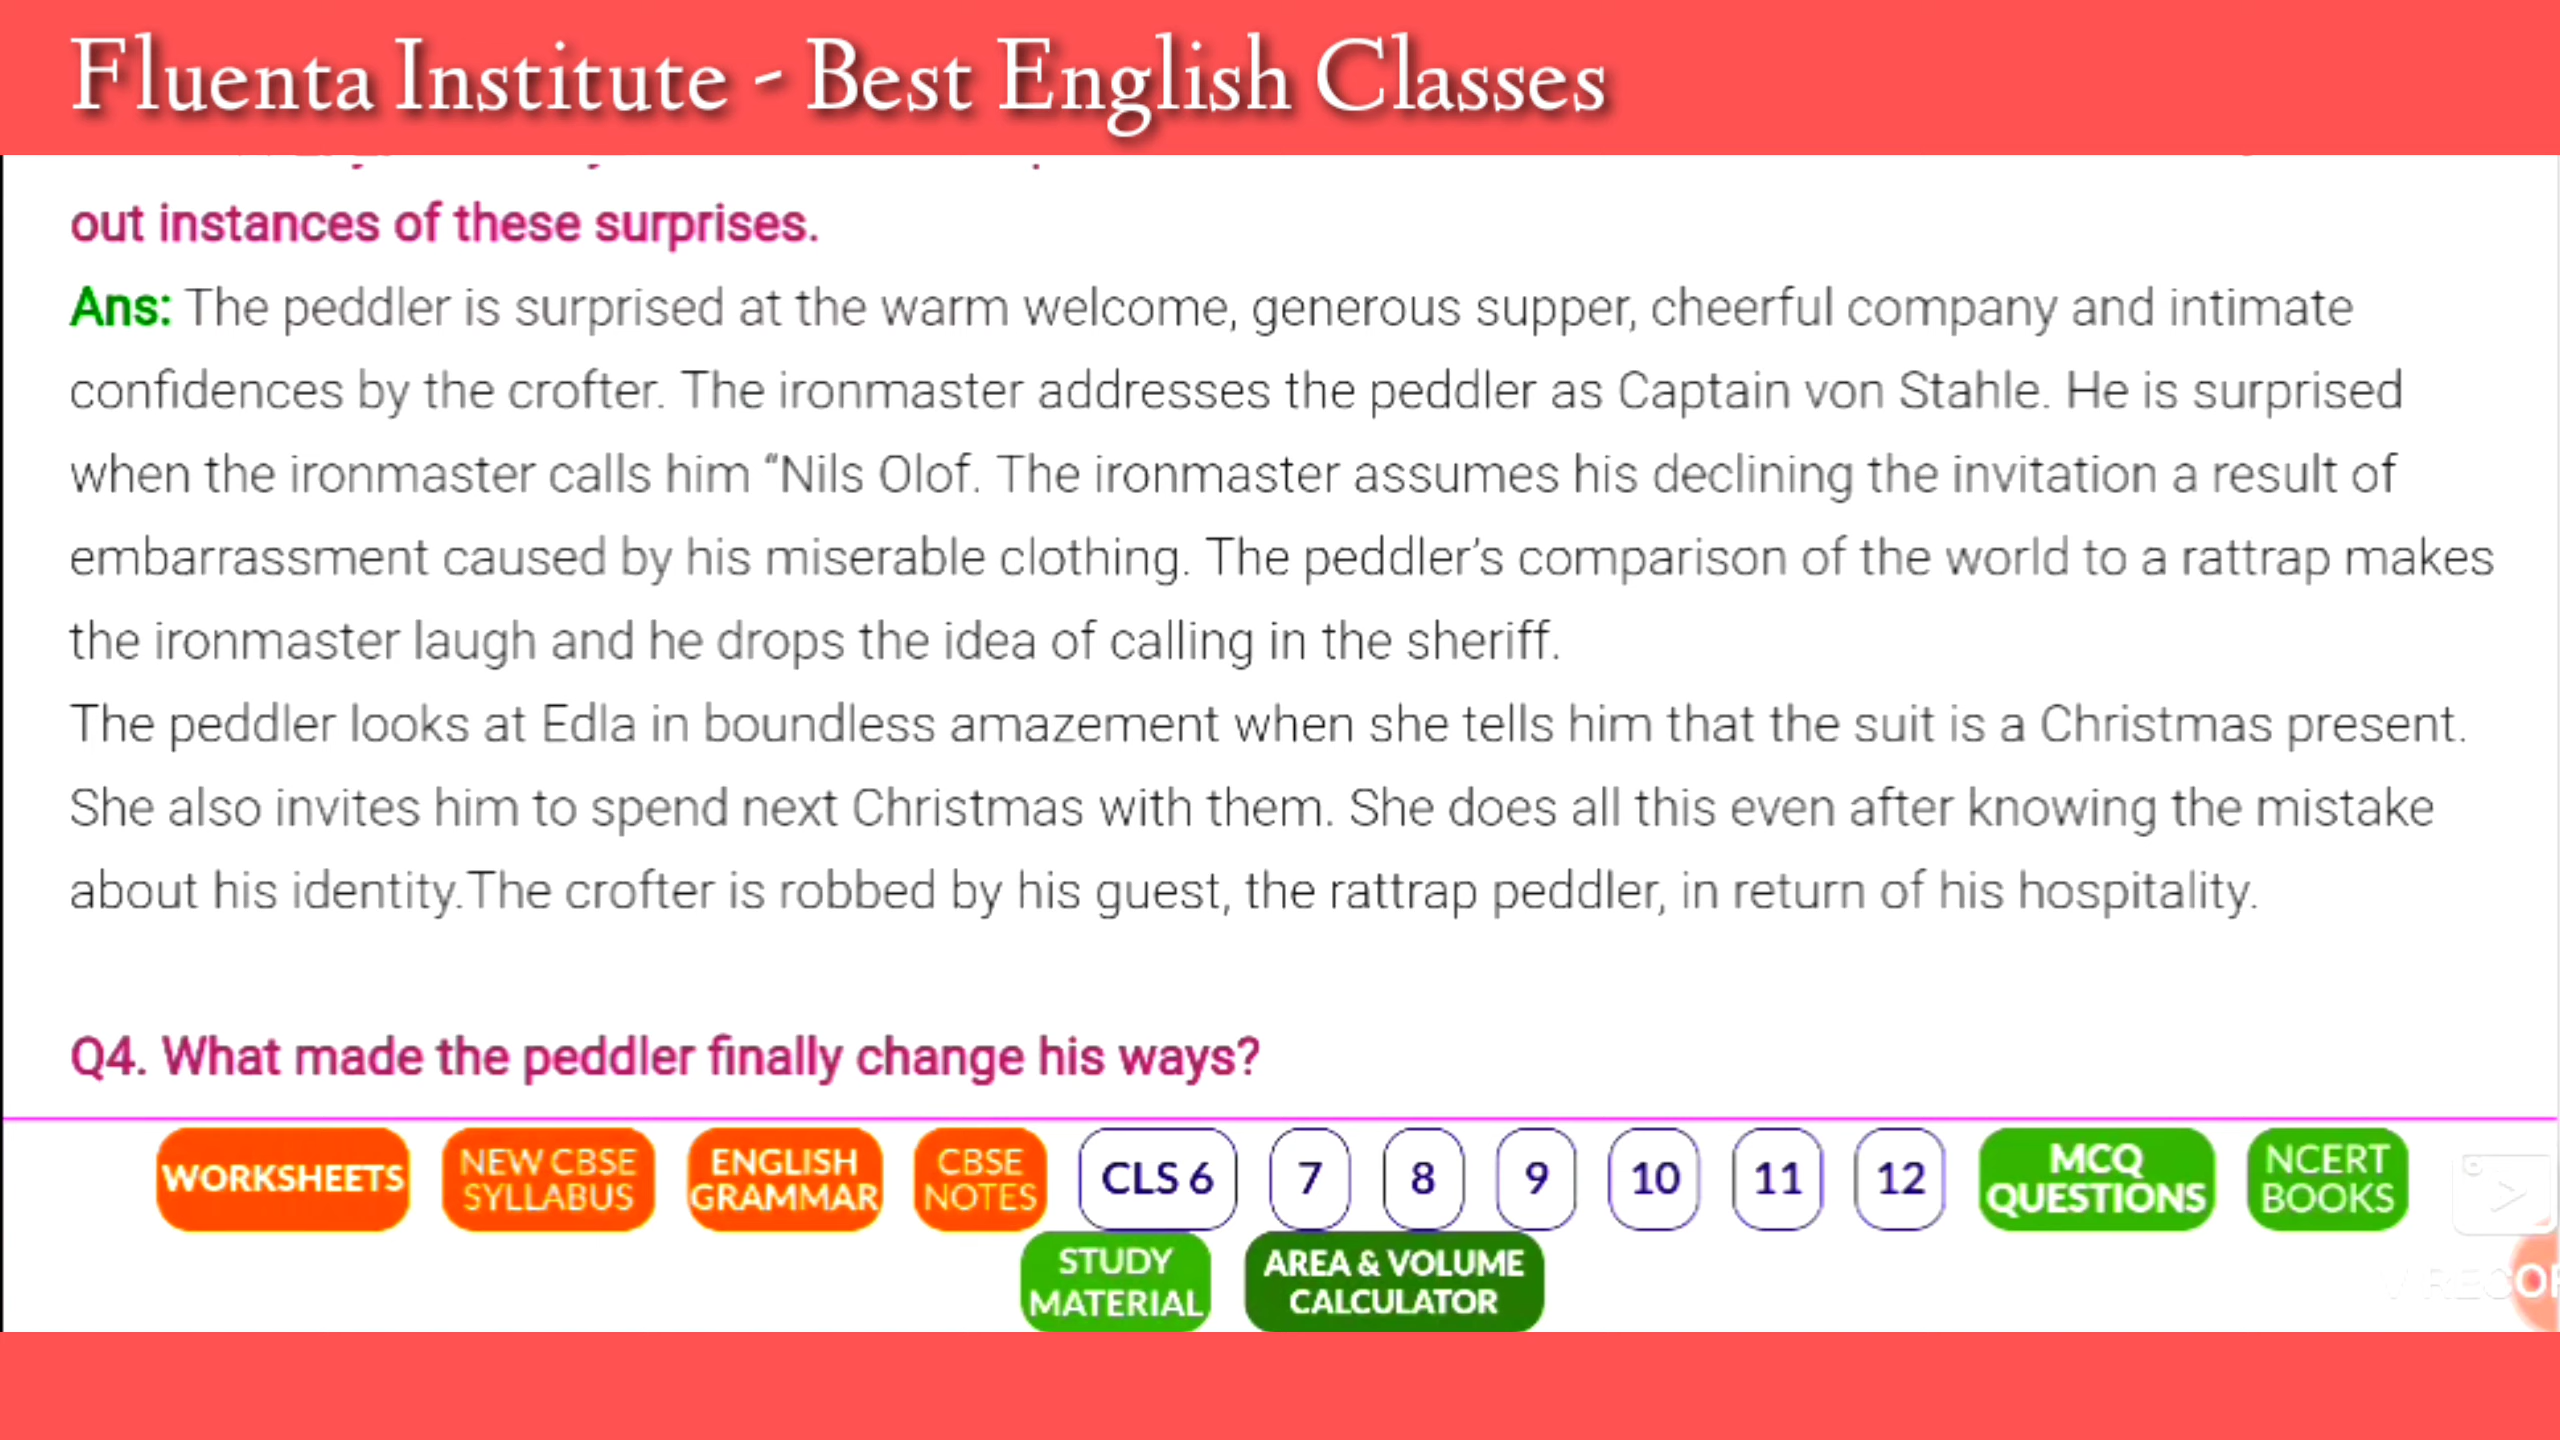 Fluenta Institute - Best English Classes
out instances of these surprises.
Ans: The peddler is surprised at the warm welcome, generous supper, cheerful company and intimate
confidences by the crofter. The ironmaster addresses the peddler as Captain von Stahle. He is surprised
when the ironmaster calls him “Nils Olof. The ironmaster assumes his declining the invitation a result of
embarrassment caused by his miserable clothing. The peddler’s comparison of the world to a rattrap makes
the ironmaster laugh and he drops the idea of calling in the sheriff.
The peddler looks at Edla in boundless amazement when she tells him that the suit is a Christmas present.
She also invites him to spend next Christmas with them. She does all this even after knowing the mistake
about his identity.The crofter is robbed by his guest, the rattrap peddler, in return of his hospitality.
Q4. What made the peddler finally change his ways?
WORKSHEETS NEW CBSE SYLLABUS ENGLISH GRAMMAR CBSE NOTES CLS 6 7 8 9 10 11 12 MCQ QUESTIONS NCERT BOOKS
STUDY MATERIAL AREA & VOLUME CALCULATOR